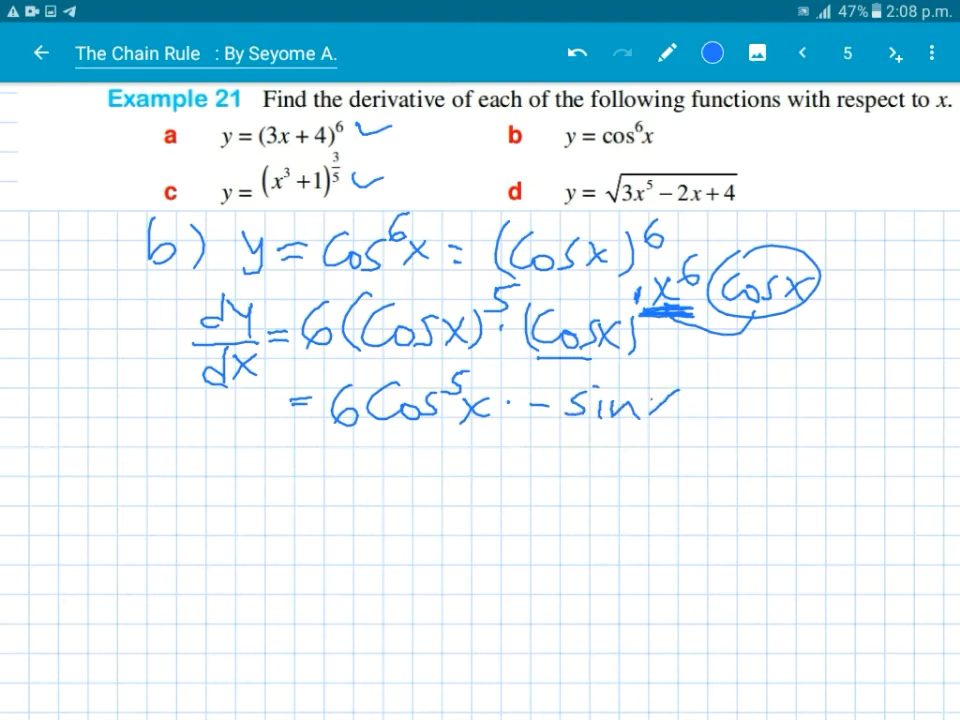 47% 2:08 p.m.
The Chain Rule : By Seyome A.
5
Example 21 Find the derivative of each of the following functions with respect to x.
a y = (3x + 4)⁶ b y = cos⁶x
c y = (x³ + 1)^(3/5) d y = √(3x⁵ − 2x + 4)
b) y = Cos⁶x = (Cosx)⁶
x⁶ Cosx
dy/dx = 6(Cosx)⁵ · (Cosx)'
= 6Cos⁵x · - sinx